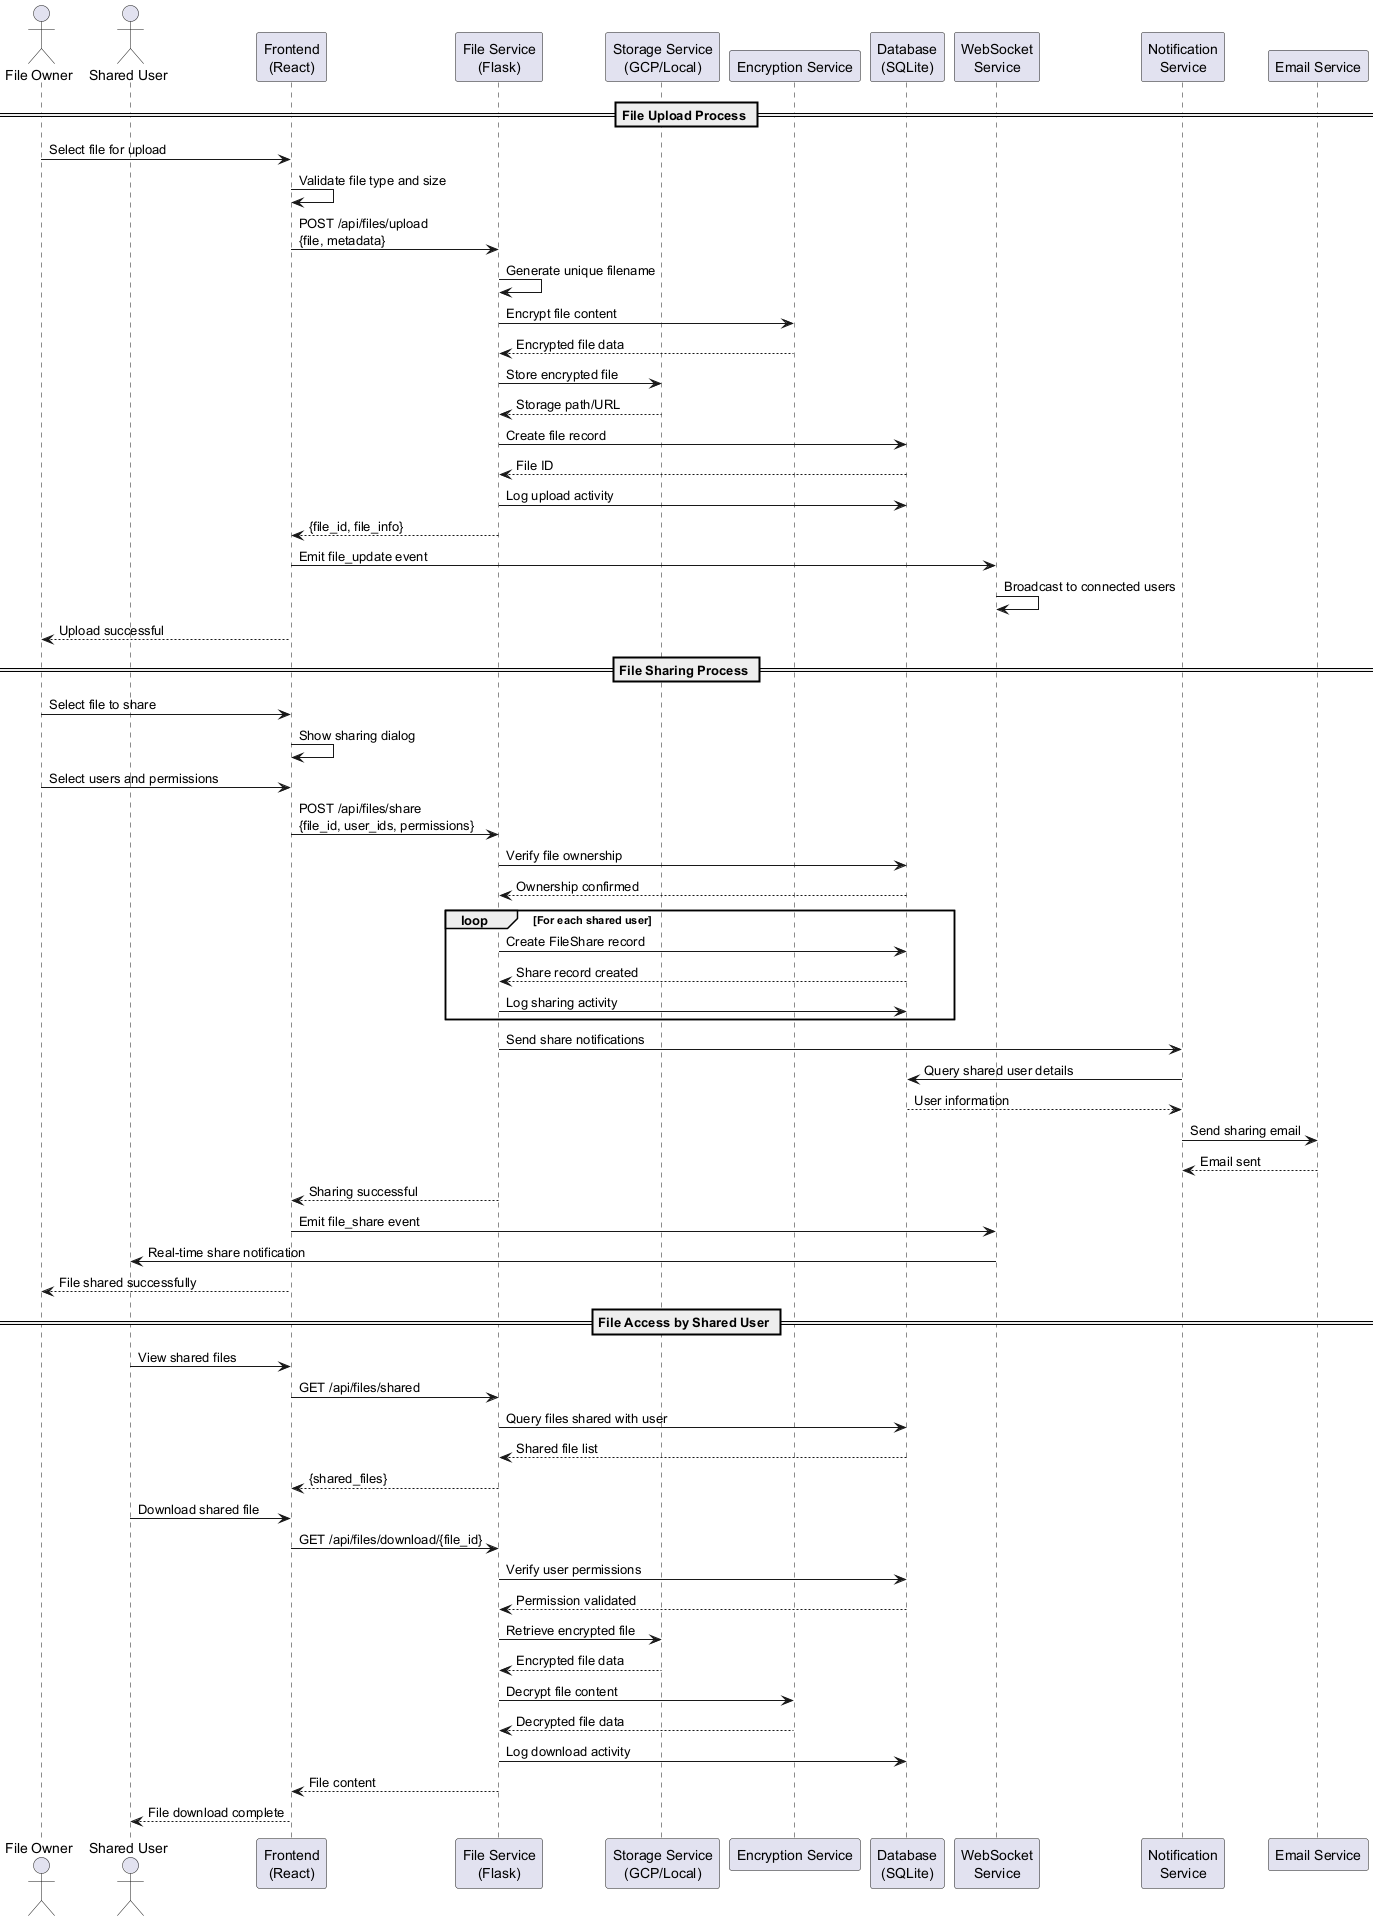 File Owner
Shared User
Frontend
(React)
File Service
(Flask)
Storage Service
(GCP/Local)
Encryption Service
Database
(SQLite)
WebSocket
Service
Notification
Service
Email Service
File Upload Process
Select file for upload
Validate file type and size
POST /api/files/upload
{file, metadata}
Generate unique filename
Encrypt file content
Encrypted file data
Store encrypted file
Storage path/URL
Create file record
File ID
Log upload activity
{file_id, file_info}
Emit file_update event
Broadcast to connected users
Upload successful
File Sharing Process
Select file to share
Show sharing dialog
Select users and permissions
POST /api/files/share
{file_id, user_ids, permissions}
Verify file ownership
Ownership confirmed
loop
[For each shared user]
Create FileShare record
Share record created
Log sharing activity
Send share notifications
Query shared user details
User information
Send sharing email
Email sent
Sharing successful
Emit file_share event
Real-time share notification
File shared successfully
File Access by Shared User
View shared files
GET /api/files/shared
Query files shared with user
Shared file list
{shared_files}
Download shared file
GET /api/files/download/{file_id}
Verify user permissions
Permission validated
Retrieve encrypted file
Encrypted file data
Decrypt file content
Decrypted file data
Log download activity
File content
File download complete
File Owner
Shared User
Frontend
(React)
File Service
(Flask)
Storage Service
(GCP/Local)
Encryption Service
Database
(SQLite)
WebSocket
Service
Notification
Service
Email Service